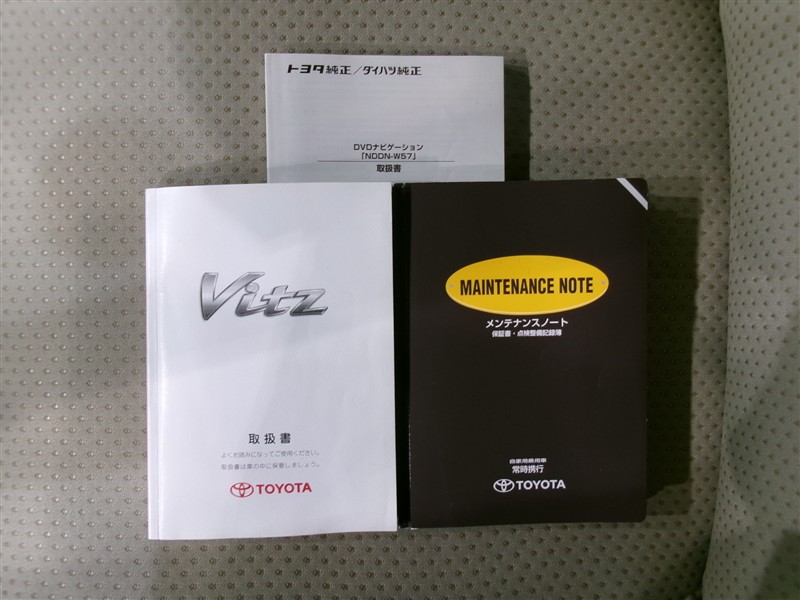 トヨタ純正/ダイハツ純正
DVDナビゲーション
「NDDN-W57」
取扱書
Vitz
取扱書
よくお読みになってご使用ください。
取扱書は車の中に保管しましょう。
TOYOTA
MAINTENANCE NOTE
メンテナンスノート
保証書・点検整備記録簿
自家用乗用車
常時携行
TOYOTA